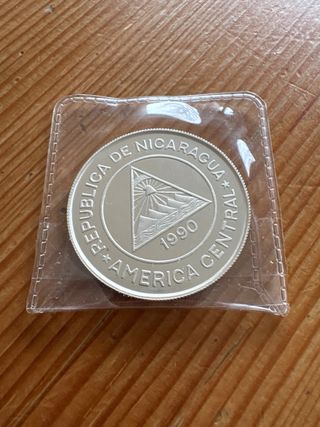 ★ REPUBLICA DE NICARAGUA ★
AMERICA CENTRAL
1990